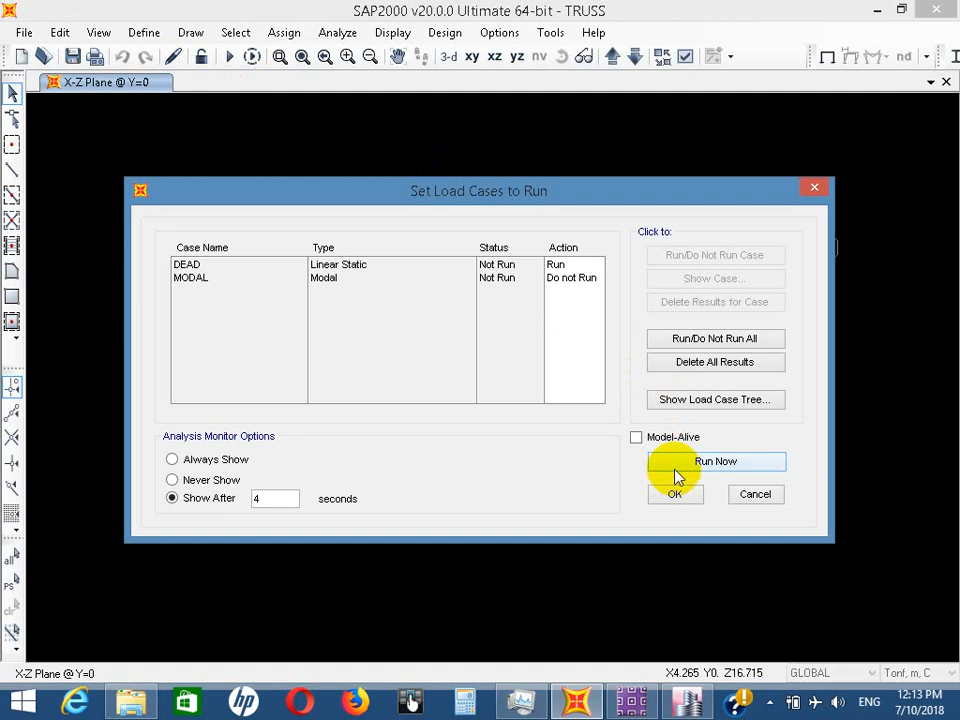 SAP2000 v20.0.0 Ultimate 64-bit - TRUSS
File Edit View Define Draw Select Assign Analyze Display Design Options Tools Help
3-d xy xz yz nv nd
X-Z Plane @ Y=0
Set Load Cases to Run
Click to:
Case Name Type Status Action
DEAD Linear Static Not Run Run
MODAL Modal Not Run Do not Run
Run/Do Not Run Case
Show Case...
Delete Results for Case
Run/Do Not Run All
Delete All Results
Show Load Case Tree...
Analysis Monitor Options
Always Show
Never Show
Show After 4 seconds
Model-Alive
Run Now
OK Cancel
all
PS
clr
X-Z Plane @ Y=0 X4.265 Y0. Z16.715 GLOBAL Tonf, m, C
hp
ENG
12:13 PM
7/10/2018